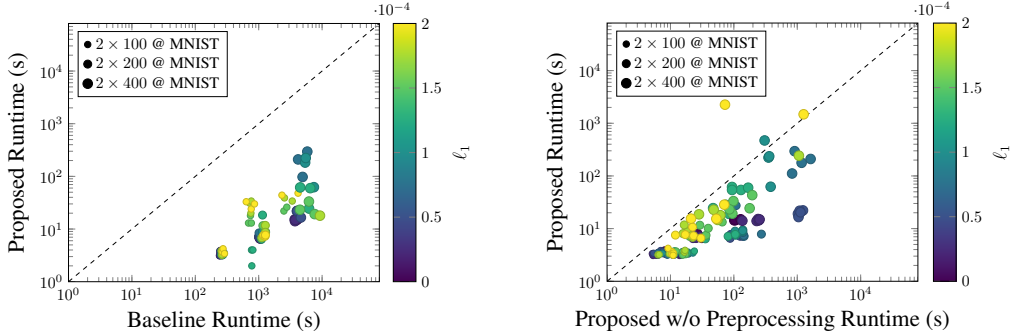 ·10⁻⁴
2 × 100 @ MNIST
2 × 200 @ MNIST
2 × 400 @ MNIST
10⁴
10³
10²
10¹
10⁰
Proposed Runtime (s)
10⁰ 10¹ 10² 10³ 10⁴
Baseline Runtime (s)
2
1.5
1
0.5
0
ℓ₁
·10⁻⁴
2 × 100 @ MNIST
2 × 200 @ MNIST
2 × 400 @ MNIST
10⁴
10³
10²
10¹
10⁰
Proposed Runtime (s)
10⁰ 10¹ 10² 10³ 10⁴
Proposed w/o Preprocessing Runtime (s)
2
1.5
1
0.5
0
ℓ₁